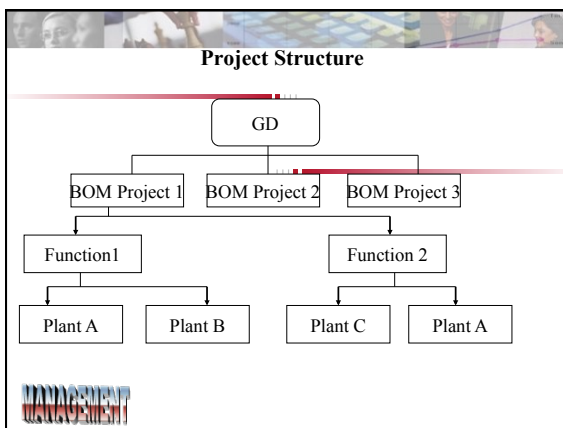 Project Structure
GD
BOM Project 1 BOM Project 2 BOM Project 3
Function1 Function 2
Plant A Plant B Plant C Plant A
MANAGEMENT